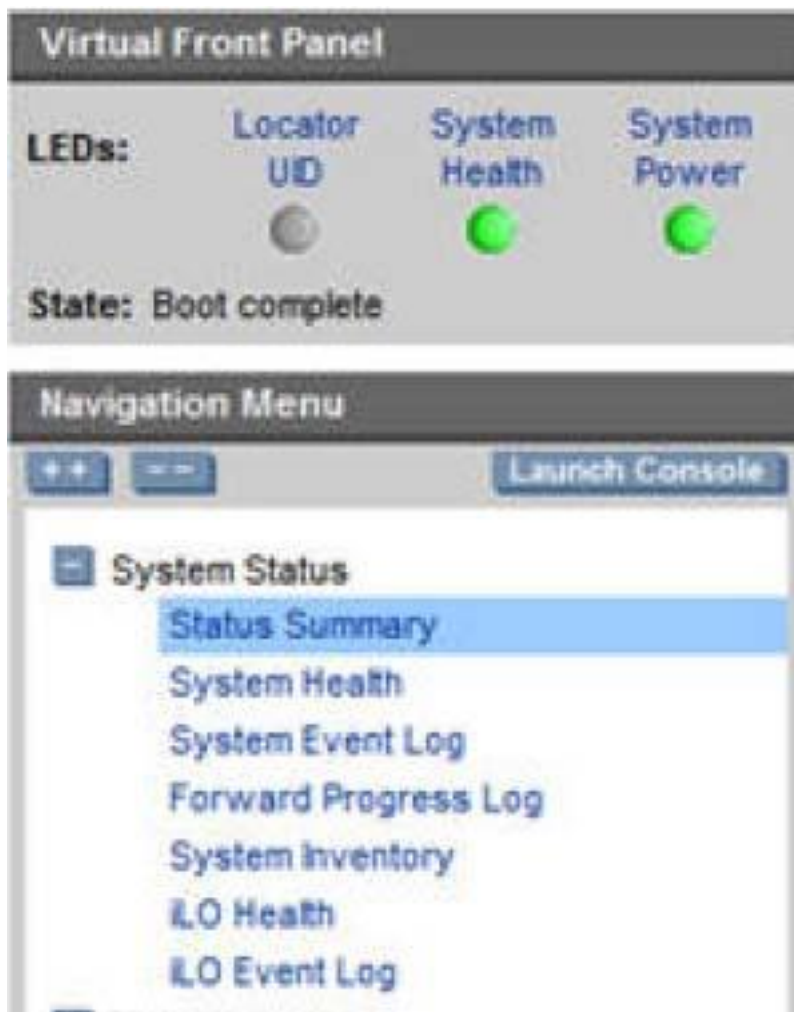 Virtual Front Panel
LEDs: Locator UID System Health System Power
State: Boot complete
Navigation Menu
++ -- Launch Console
System Status
Status Summary
System Health
System Event Log
Forward Progress Log
System Inventory
iLO Health
iLO Event Log